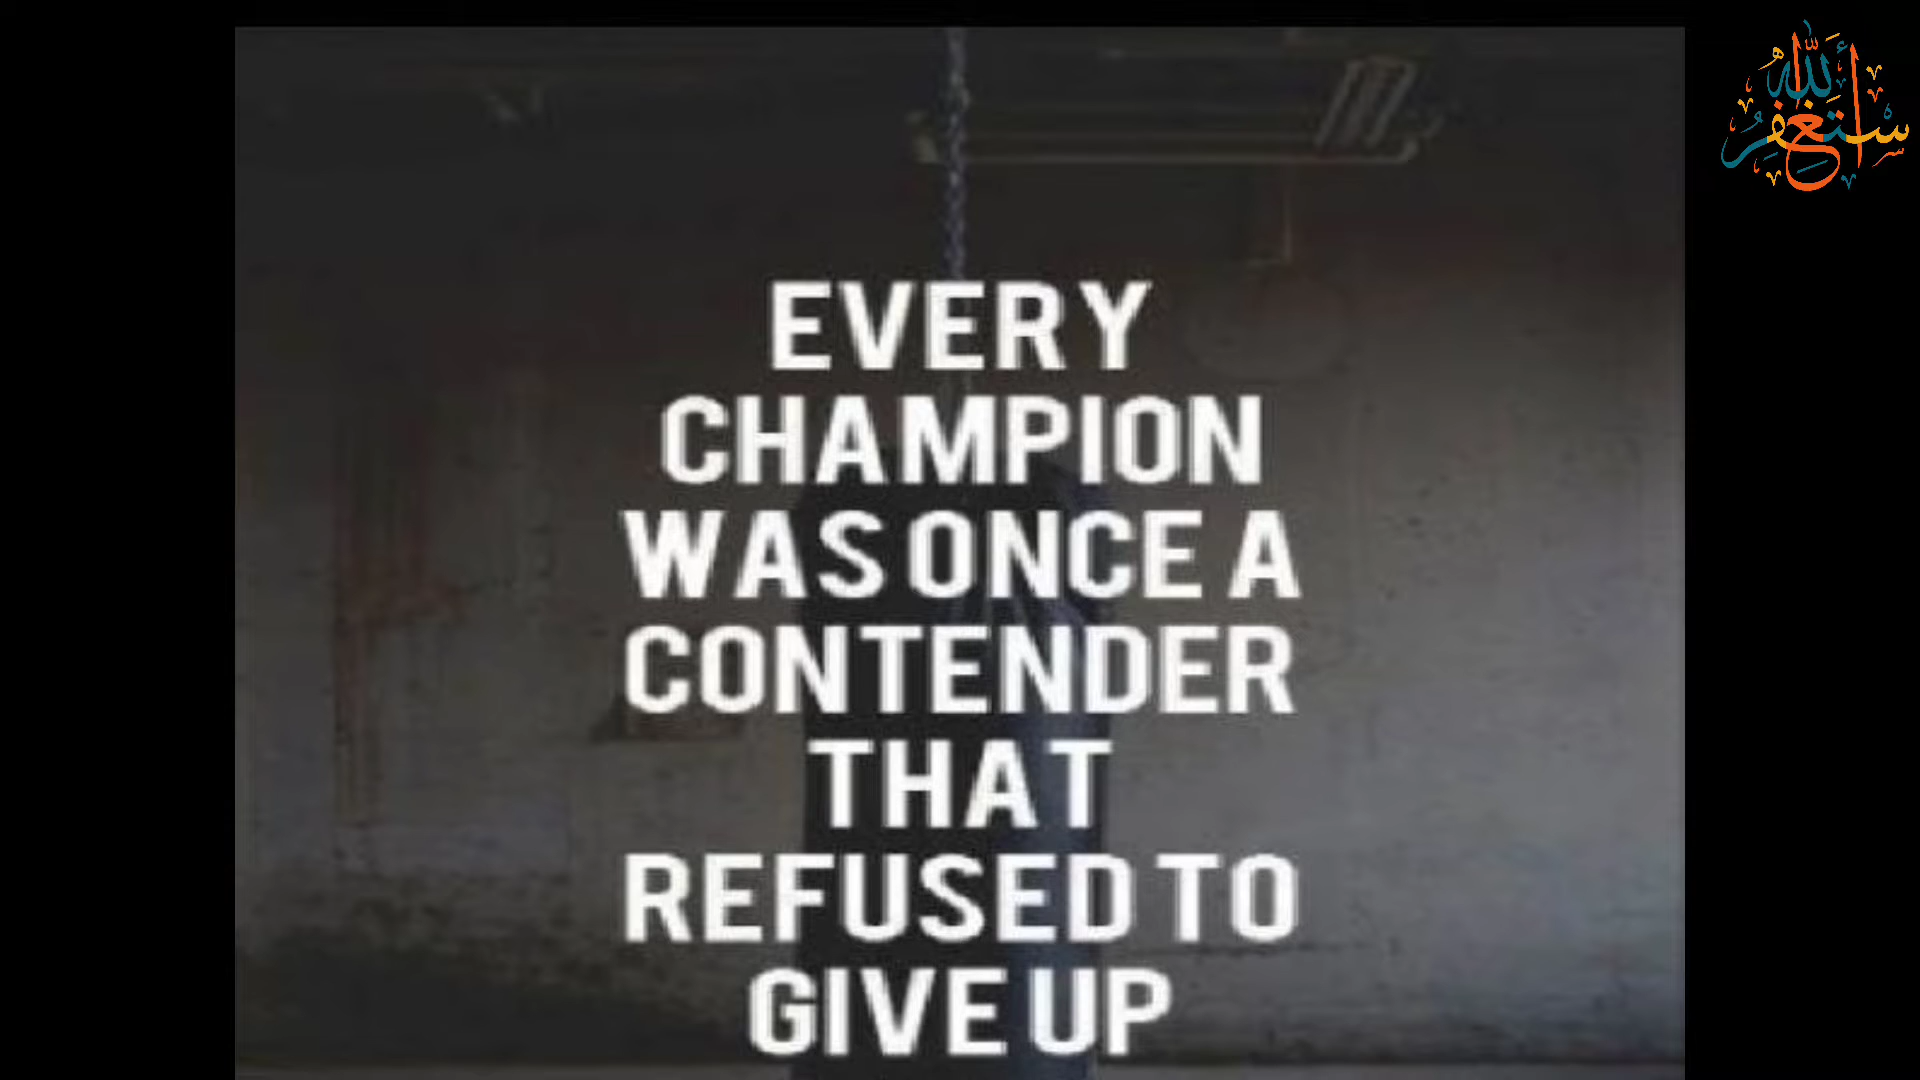 EVERY
CHAMPION
WAS ONCE A
CONTENDER
THAT
REFUSED TO
GIVE UP
أستغفر الله